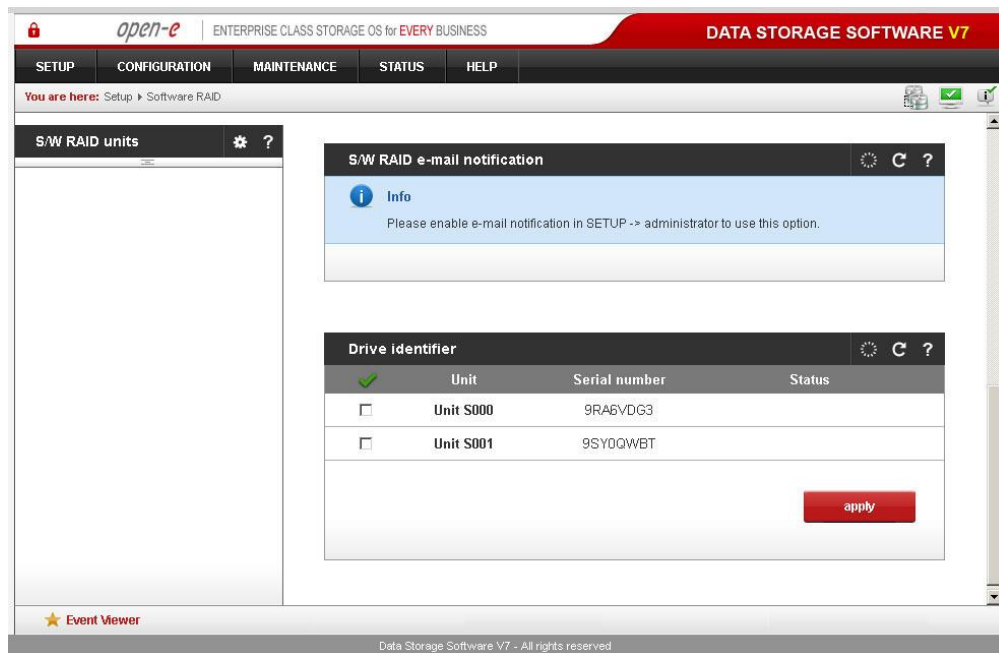 open-e ENTERPRISE CLASS STORAGE OS for EVERY BUSINESS
DATA STORAGE SOFTWARE V7
SETUP CONFIGURATION MAINTENANCE STATUS HELP
You are here: Setup ▸ Software RAID
S/W RAID units ?
S/W RAID e-mail notification ?
i Info
Please enable e-mail notification in SETUP -> administrator to use this option.
Drive identifier ?
Unit Serial number Status
Unit S000 9RA6VDG3
Unit S001 9SY0QWBT
apply
Event Viewer
Data Storage Software V7 - All rights reserved